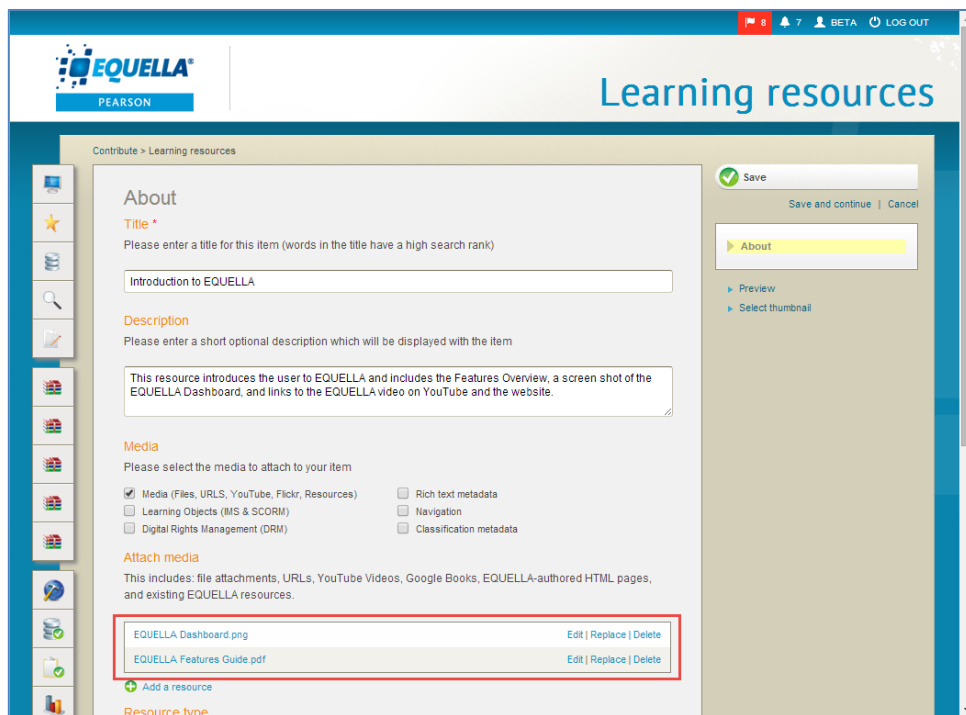 8 7 BETA LOG OUT
EQUELLA®
PEARSON
Learning resources
Contribute > Learning resources
About
Title *
Please enter a title for this item (words in the title have a high search rank)
Introduction to EQUELLA
Description
Please enter a short optional description which will be displayed with the item
This resource introduces the user to EQUELLA and includes the Features Overview, a screen shot of the
EQUELLA Dashboard, and links to the EQUELLA video on YouTube and the website.
Media
Please select the media to attach to your item
Media (Files, URLS, YouTube, Flickr, Resources) Rich text metadata
Learning Objects (IMS & SCORM) Navigation
Digital Rights Management (DRM) Classification metadata
Attach media
This includes: file attachments, URLs, YouTube Videos, Google Books, EQUELLA-authored HTML pages,
and existing EQUELLA resources.
EQUELLA Dashboard.png Edit | Replace | Delete
EQUELLA Features Guide.pdf Edit | Replace | Delete
Add a resource
Resource type
Save
Save and continue | Cancel
About
Preview
Select thumbnail